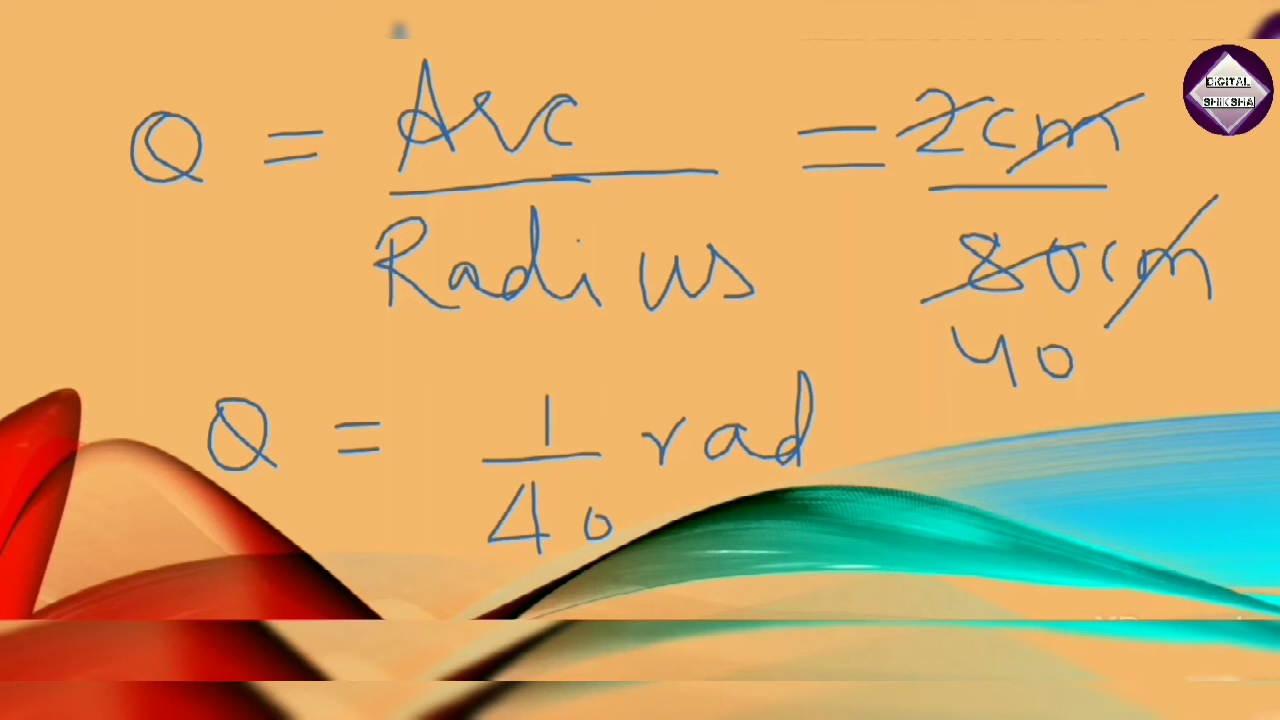 DIGITAL
SHIKSHA
Q = Arc / Radius = 2cm / 80cm
40
Q = 1/40 rad